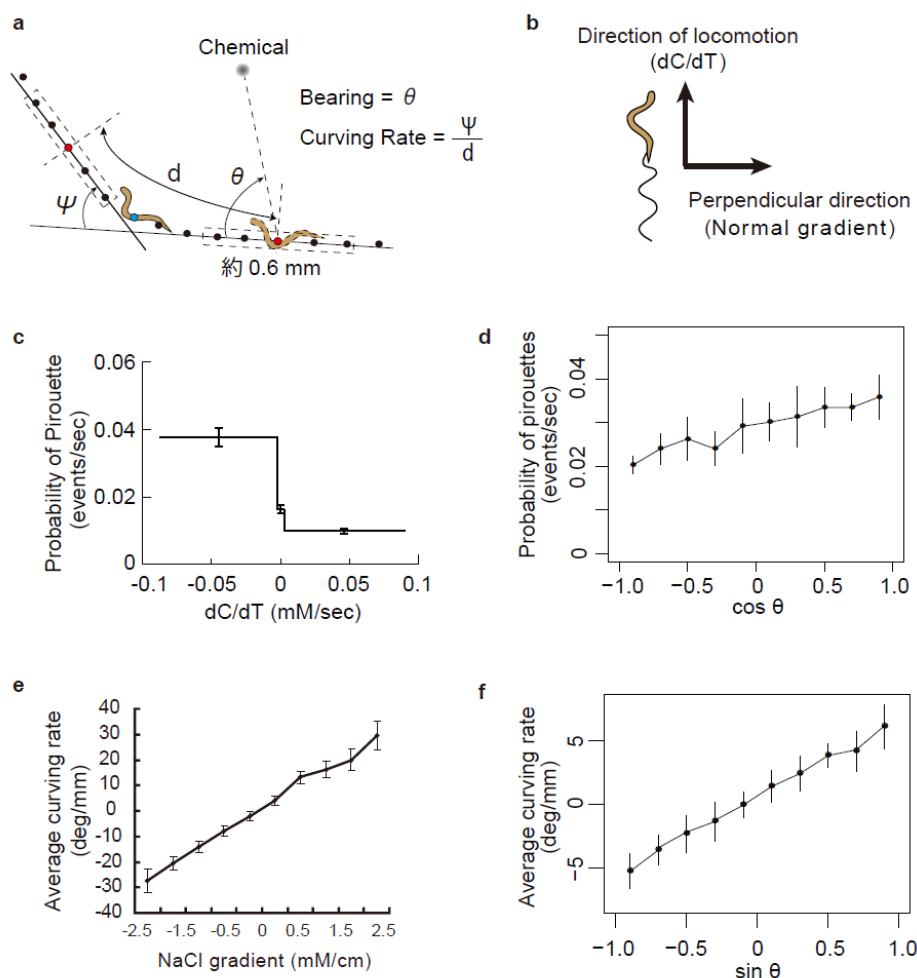 a
Chemical
Bearing = θ
Curving Rate = Ψ/d
d
θ
Ψ
約 0.6 mm
b
Direction of locomotion
(dC/dT)
Perpendicular direction
(Normal gradient)
c
Probability of Pirouette
(events/sec)
0.06
0.04
0.02
0
-0.1
-0.05
0
0.05
0.1
dC/dT (mM/sec)
d
Probability of pirouettes
(events/sec)
0.04
0.02
0
−1.0
−0.5
0
0.5
1.0
cos θ
e
Average curving rate
(deg/mm)
40
30
20
10
0
-10
-20
-30
-40
-2.5
-1.5
-0.5
0.5
1.5
2.5
NaCl gradient (mM/cm)
f
Average curving rate
(deg/mm)
5
0
-5
−1.0
−0.5
0
0.5
1.0
sin θ